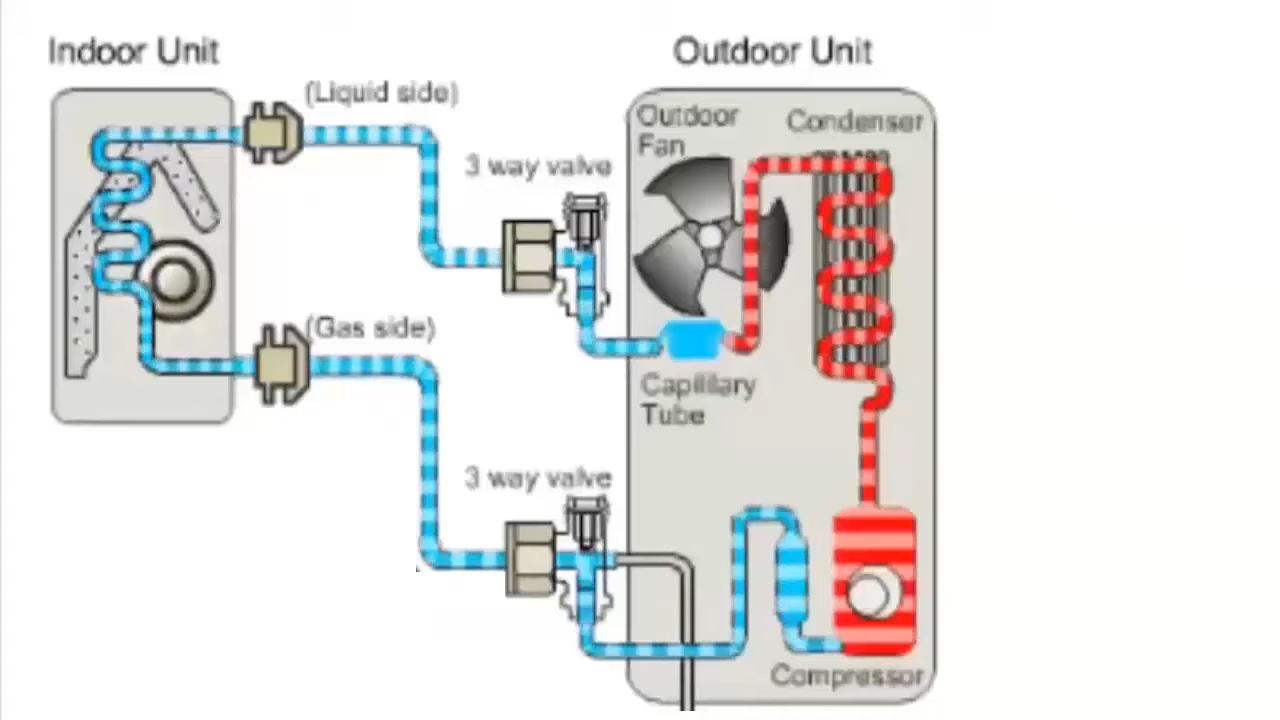 Indoor Unit
Outdoor Unit
(Liquid side)
Outdoor
Fan
Condenser
3 way valve
(Gas side)
Capillary
Tube
3 way valve
Compressor